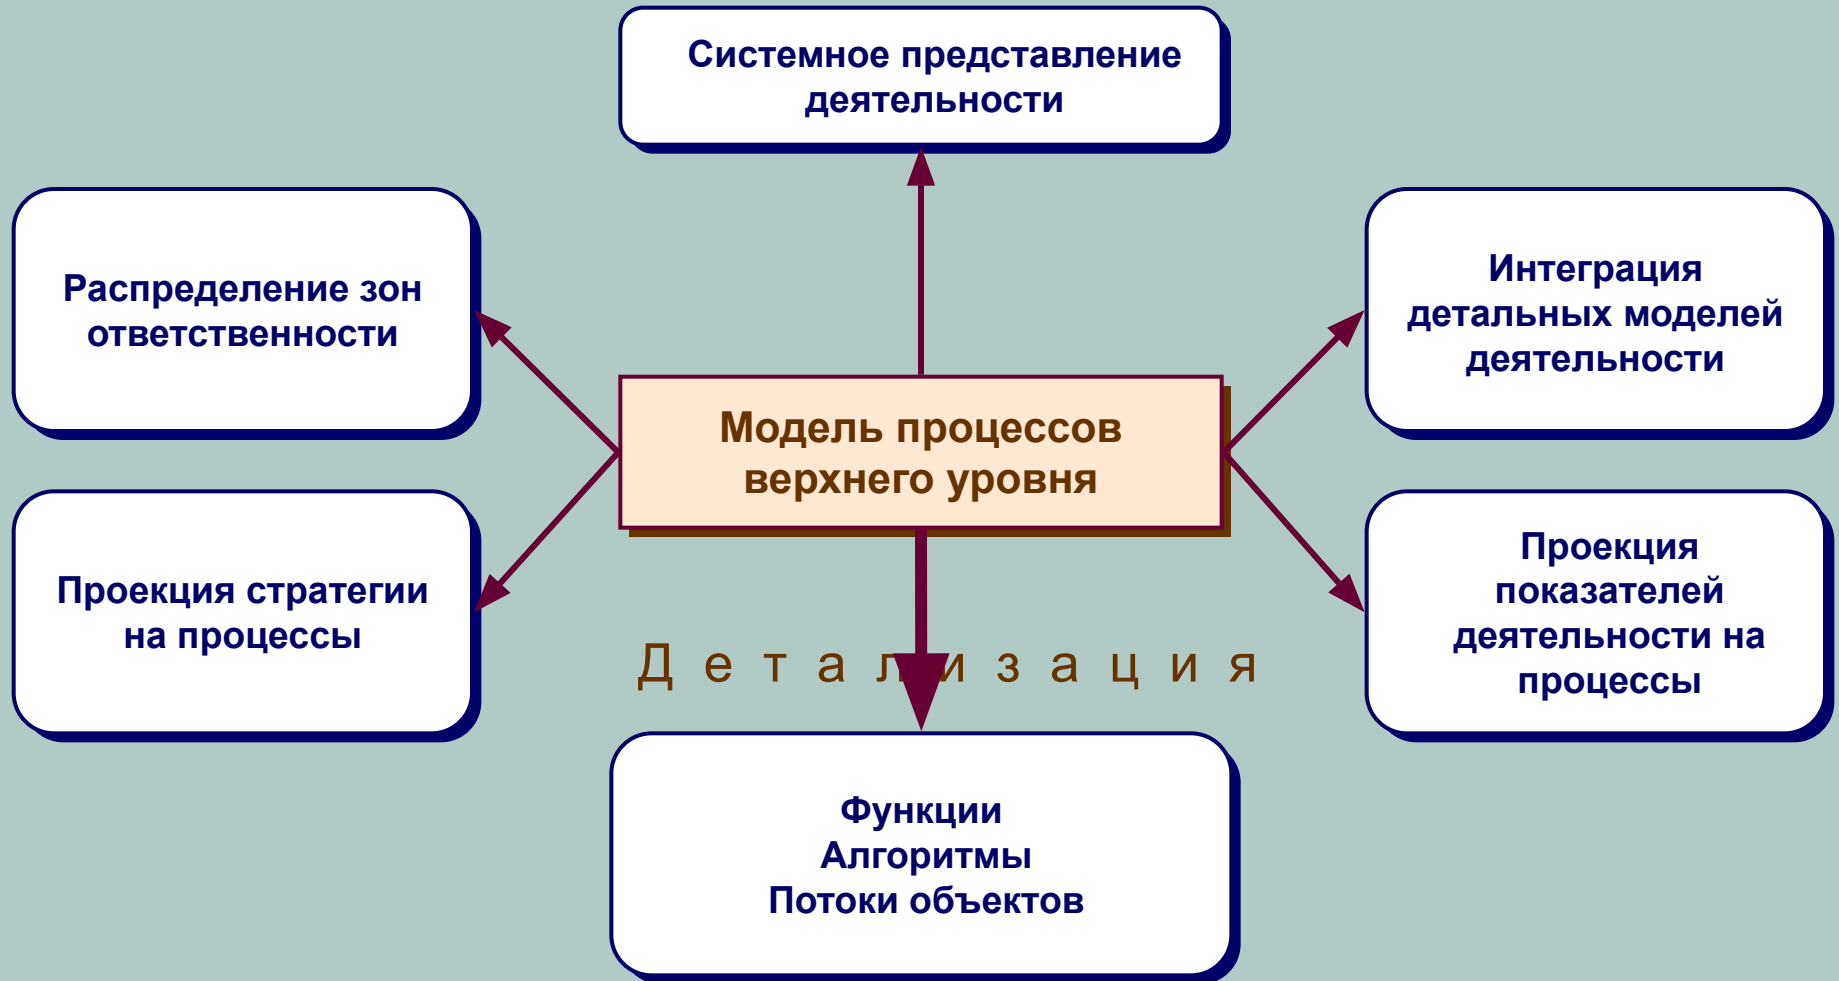 Системное представление
деятельности
Распределение зон
ответственности
Интеграция
детальных моделей
деятельности
Модель процессов
верхнего уровня
Проекция стратегии
на процессы
Проекция
показателей
деятельности на
процессы
Детализация
Функции
Алгоритмы
Потоки объектов